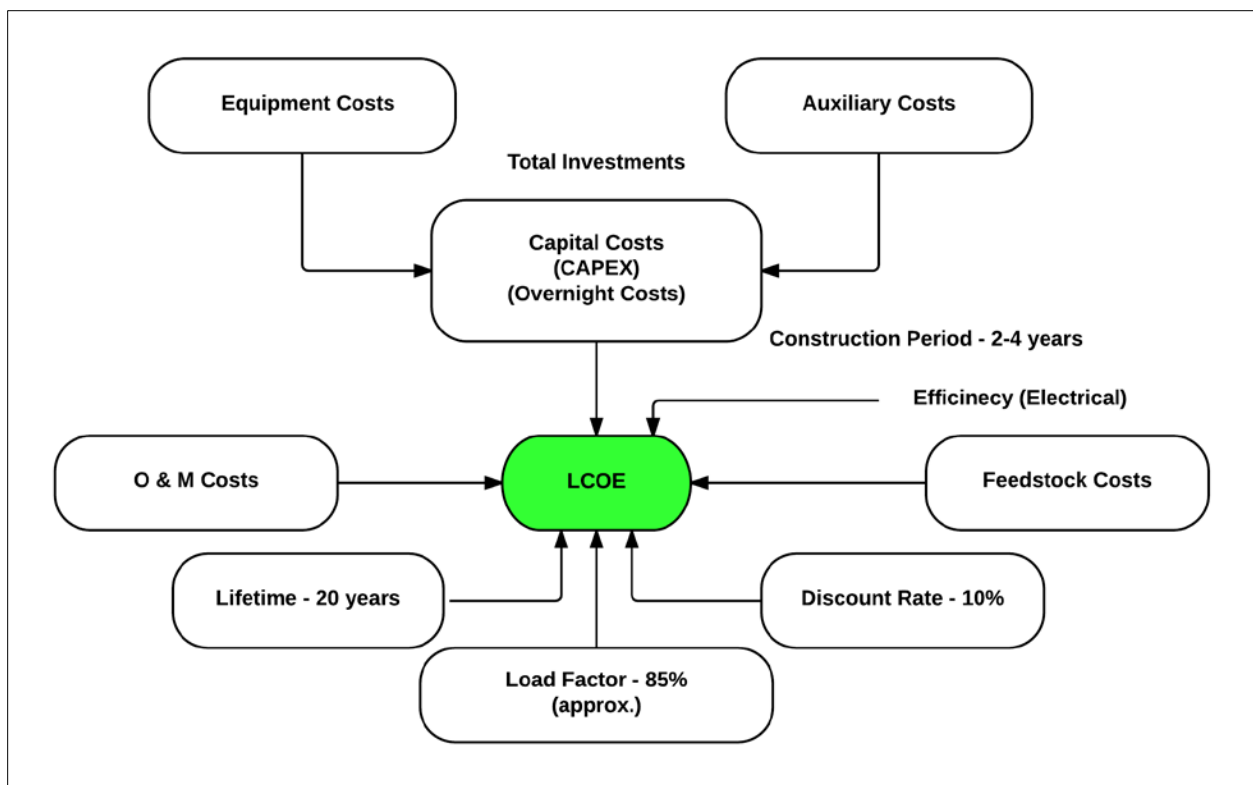 Equipment Costs
Auxiliary Costs
Total Investments
Capital Costs
(CAPEX)
(Overnight Costs)
Construction Period - 2-4 years
Efficinecy (Electrical)
O & M Costs
LCOE
Feedstock Costs
Lifetime - 20 years
Discount Rate - 10%
Load Factor - 85%
(approx.)